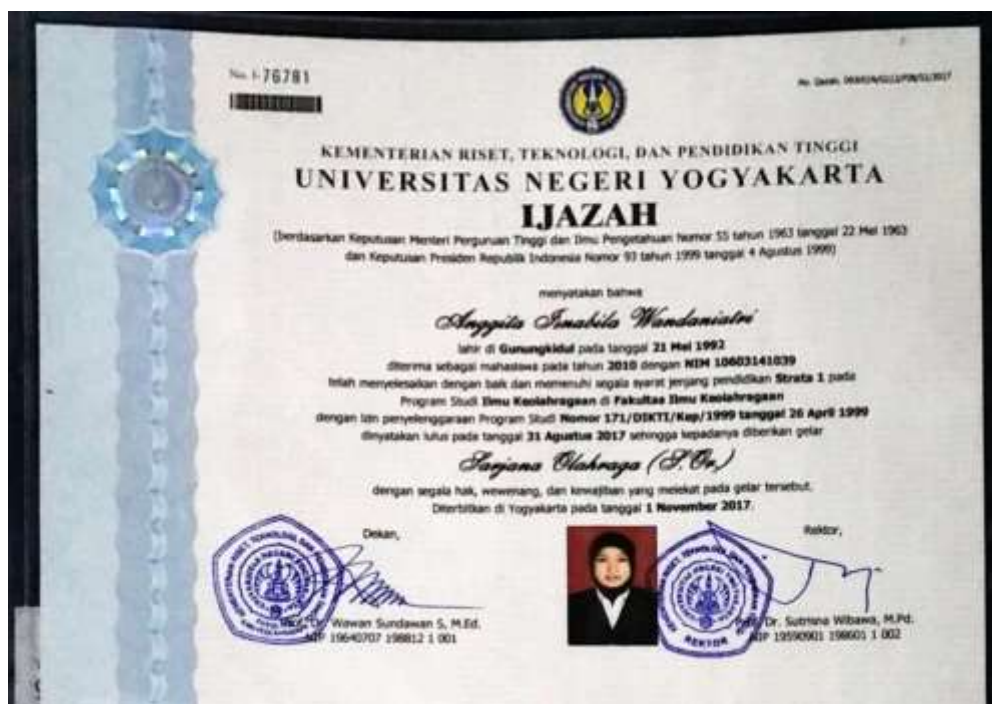 No. I-76781
KEMENTERIAN RISET, TEKNOLOGI, DAN PENDIDIKAN TINGGI
UNIVERSITAS NEGERI YOGYAKARTA
IJAZAH
(berdasarkan Keputusan Menteri Perguruan Tinggi dan Ilmu Pengetahuan Nomor 55 tahun 1963 tanggal 22 Mei 1963
dan Keputusan Presiden Republik Indonesia Nomor 93 tahun 1999 tanggal 4 Agustus 1999)
menyatakan bahwa
Anggita Isnabila Wandaniatri
lahir di Gunungkidul pada tanggal 21 Mei 1992
diterima sebagai mahasiswa pada tahun 2010 dengan NIM 10603141039
telah menyelesaikan dengan baik dan memenuhi segala syarat jenjang pendidikan Strata 1 pada
Program Studi Ilmu Keolahragaan di Fakultas Ilmu Keolahragaan
dengan izin penyelenggaraan Program Studi Nomor 171/DIKTI/Kep/1999 tanggal 26 April 1999
dinyatakan lulus pada tanggal 31 Agustus 2017 sehingga kepadanya diberikan gelar
Sarjana Olahraga (S.Or.)
dengan segala hak, wewenang, dan kewajiban yang melekat pada gelar tersebut.
Diterbitkan di Yogyakarta pada tanggal 1 November 2017.
Dekan,
Rektor,
Dr. Wawan Sundawan S, M.Ed.
NIP 19640707 198812 1 001
Dr. Sutrisna Wibawa, M.Pd.
NIP 19590901 198601 1 002
REKTOR